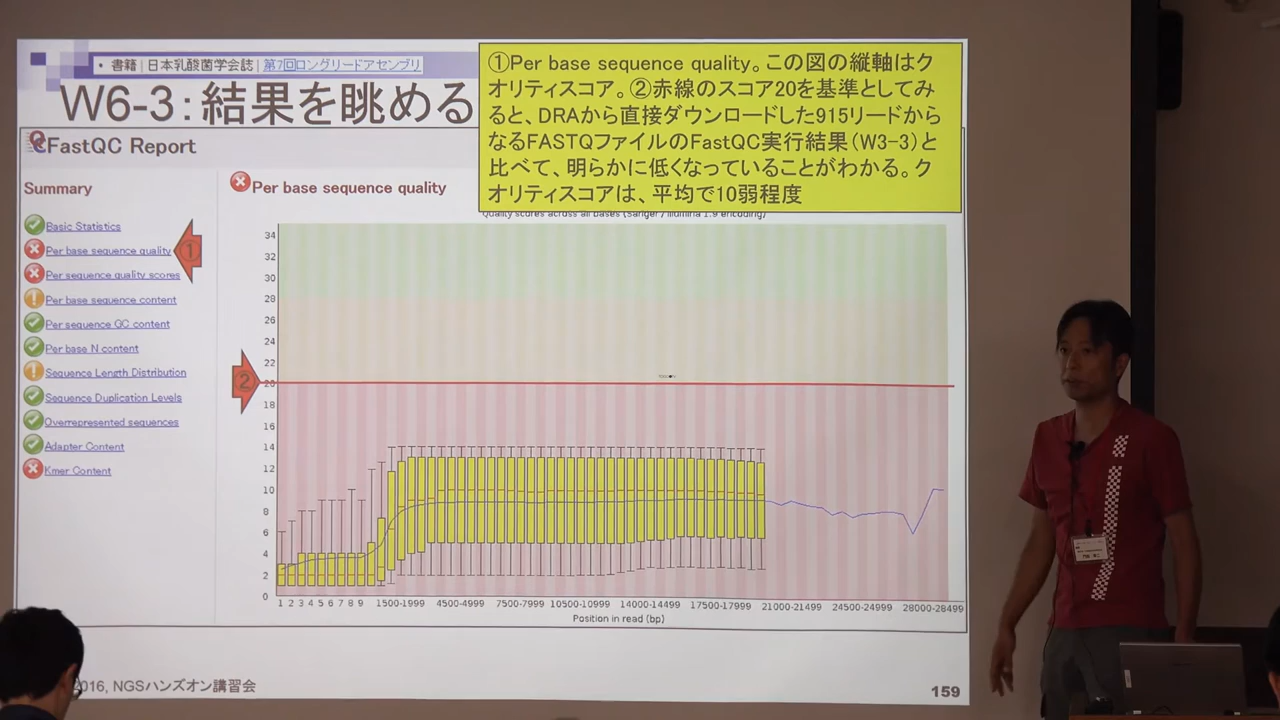 • 書籍 | 日本乳酸菌学会誌 | 第7回ロングリードアセンブリ
W6-3：結果を眺める
①Per base sequence quality。この図の縦軸はク
オリティスコア。②赤線のスコア20を基準としてみ
ると、DRAから直接ダウンロードした915リードから
なるFASTQファイルのFastQC実行結果（W3-3）と
比べて、明らかに低くなっていることがわかる。ク
オリティスコアは、平均で10弱程度
FastQC Report
Summary
Basic Statistics
Per base sequence quality
Per sequence quality scores
Per base sequence content
Per sequence GC content
Per base N content
Sequence Length Distribution
Sequence Duplication Levels
Overrepresented sequences
Adapter Content
Kmer Content
①
②
Per base sequence quality
Quality scores across all bases (Sanger / Illumina 1.9 encoding)
34
32
30
28
26
24
22
20
18
16
14
12
10
8
6
4
2
0
1 2 3 4 5 6 7 8 9 1500-1999 4500-4999 7500-7999 10500-10999 14000-14499 17500-17999 21000-21499 24500-24999 28000-28499
Position in read (bp)
2016, NGSハンズオン講習会
159